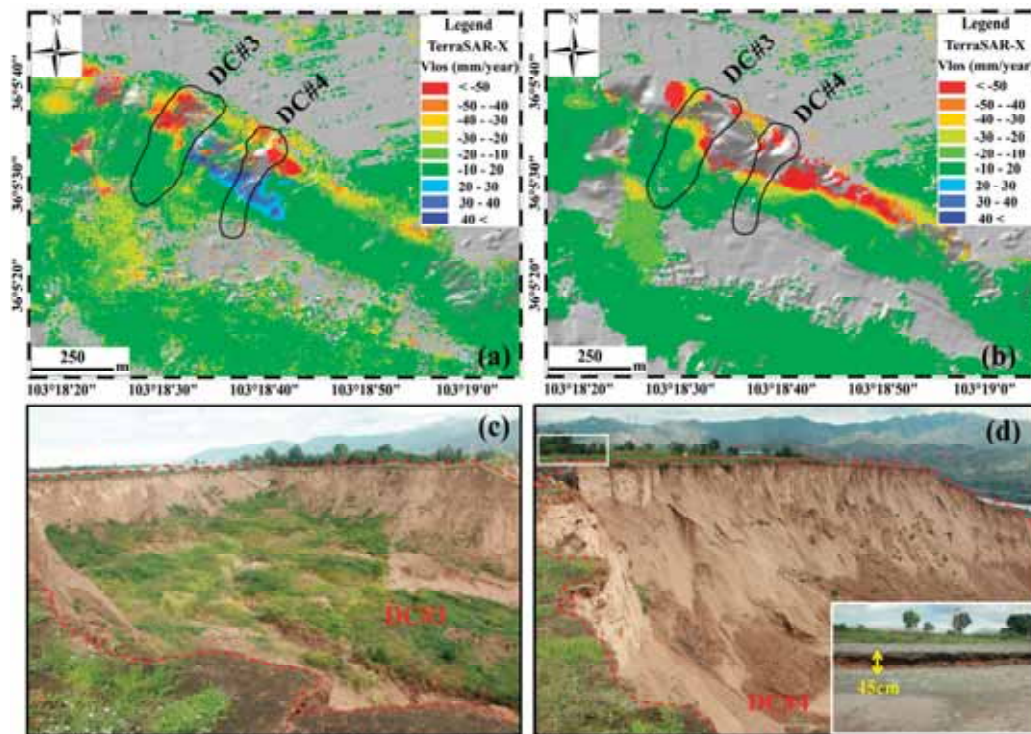 N
DC#3
DC#4
Legend
TerraSAR-X
Vlos (mm/year)
< -50
-50 - -40
-40 - -30
-30 - -20
-20 - -10
-10 - 20
20 - 30
30 - 40
40 <
36°5'40"
36°5'30"
36°5'20"
250
m
(a)
103°18'20" 103°18'30" 103°18'40" 103°18'50" 103°19'0"
N
DC#3
DC#4
Legend
TerraSAR-X
Vlos (mm/year)
< -50
-50 - -40
-40 - -30
-30 - -20
-20 - -10
-10 - 20
20 - 30
30 - 40
40 <
36°5'40"
36°5'30"
36°5'20"
250
m
(b)
103°18'20" 103°18'30" 103°18'40" 103°18'50" 103°19'0"
(c)
DC#3
(d)
DC#4
45cm